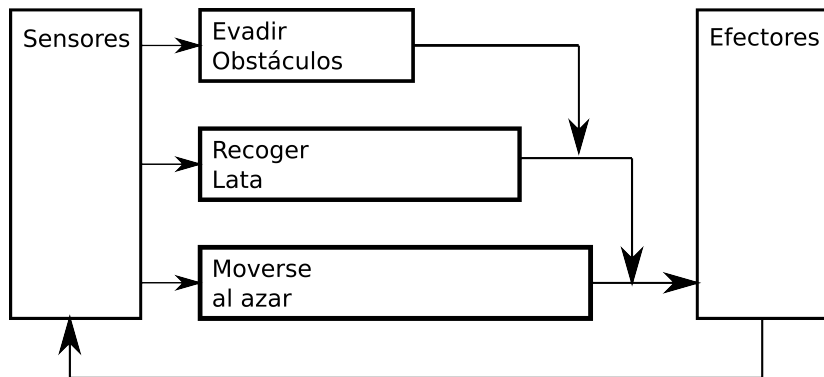 Sensores
Evadir
Obstáculos
Recoger
Lata
Moverse
al azar
Efectores